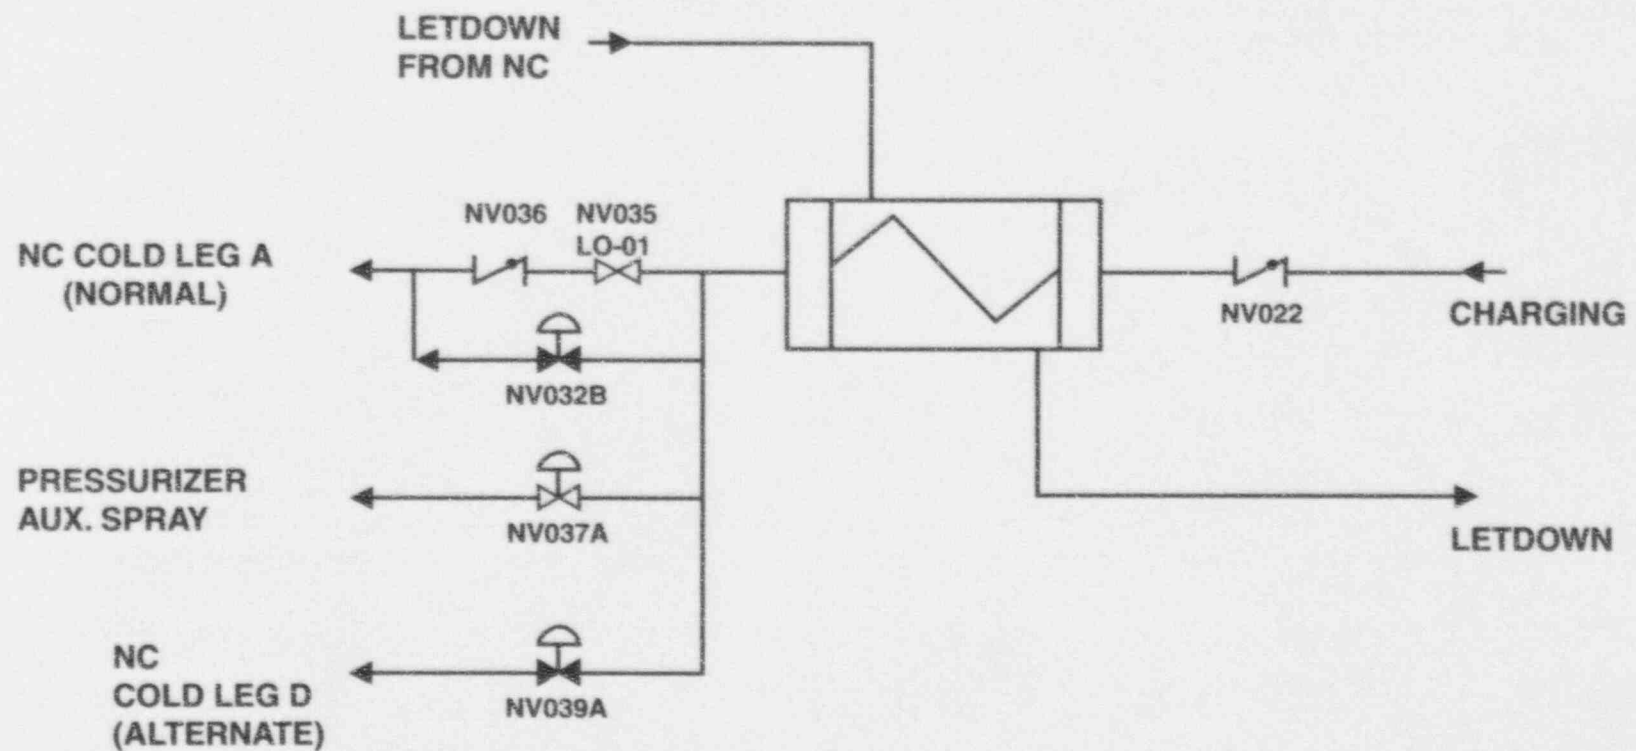 LETDOWN
FROM NC
NV036
NV035
LO-01
NC COLD LEG A
(NORMAL)
NV022
CHARGING
NV032B
PRESSURIZER
AUX. SPRAY
NV037A
LETDOWN
NC
COLD LEG D
(ALTERNATE)
NV039A